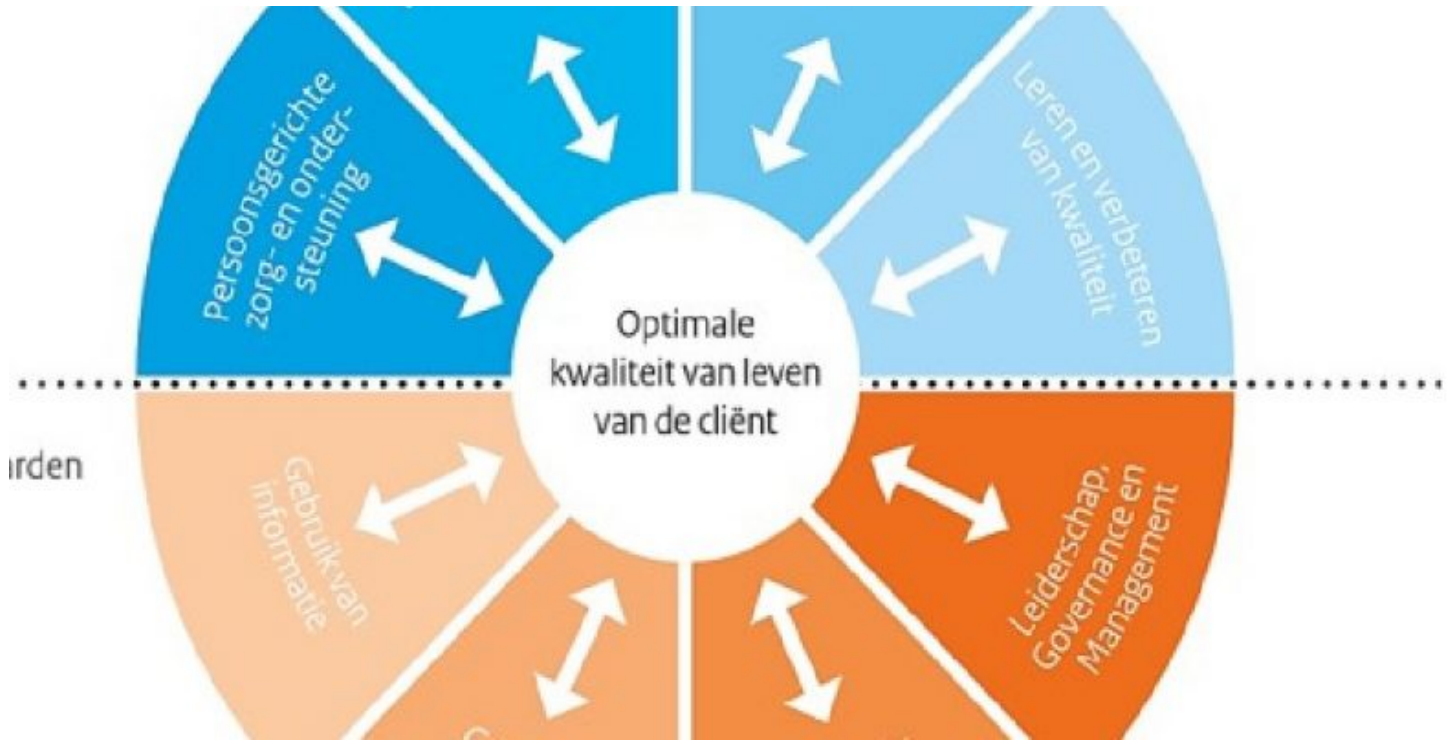 Persoonsgerichte
zorg- en onder-
steuning
Leren en verbeteren
van kwaliteit
Optimale
kwaliteit van leven
van de cliënt
arden
Gebruik van
informatie
Leiderschap,
Governance en
Management